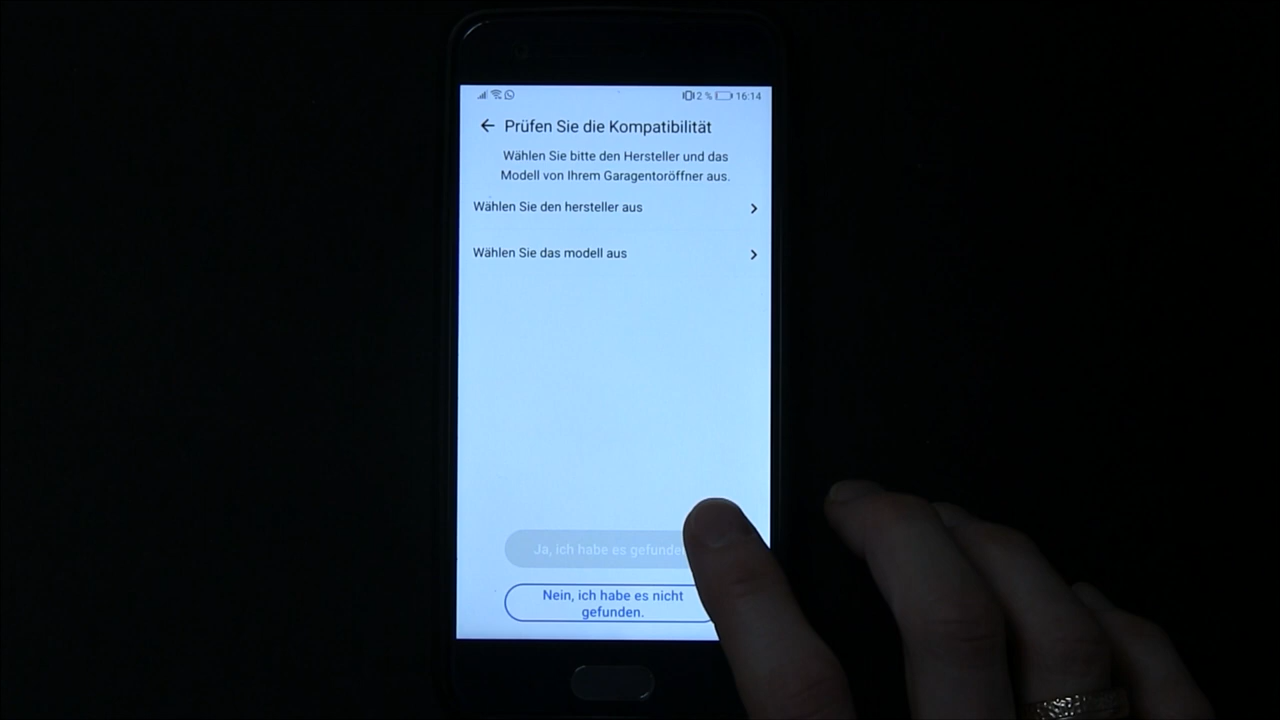 2 % 16:14
Prüfen Sie die Kompatibilität
Wählen Sie bitte den Hersteller und das
Modell von Ihrem Garagentoröffner aus.
Wählen Sie den hersteller aus
Wählen Sie das modell aus
Ja, ich habe es gefunden
Nein, ich habe es nicht
gefunden.